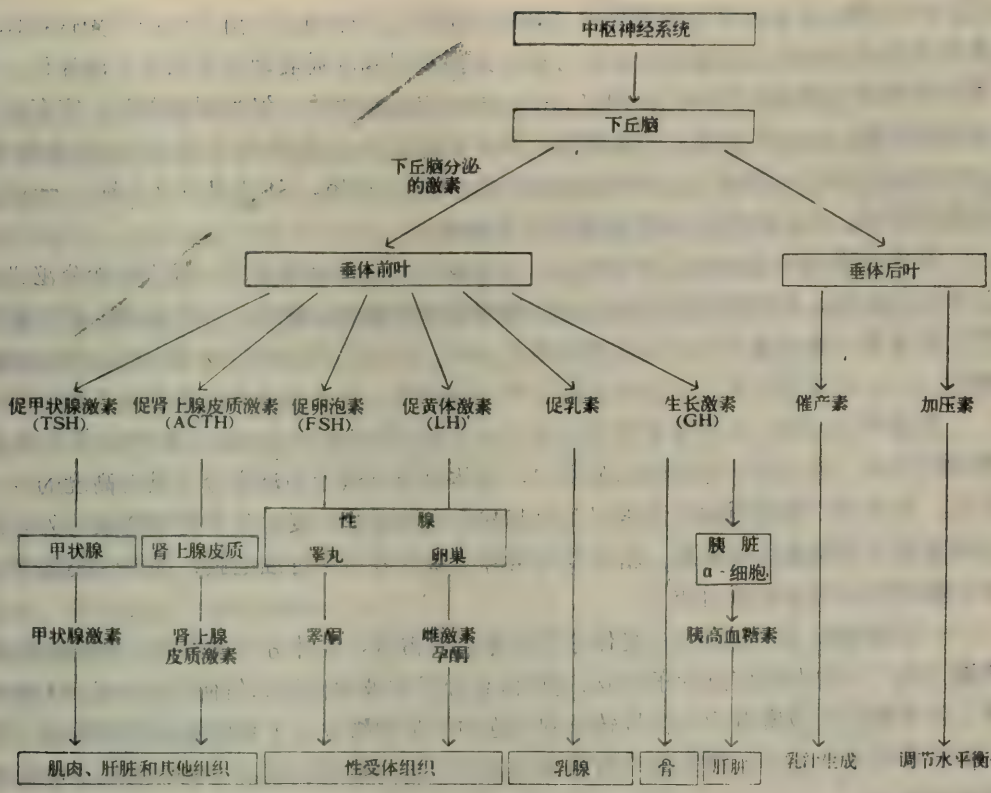 中枢神经系统
下丘脑
下丘脑分泌
的激素
垂体前叶
垂体后叶
促甲状腺激素
(TSH).
促肾上腺皮质激素
(ACTH)
促卵泡素
(FSH).
促黄体激素
(LH)
促乳素
生长激素
(GH)
催产素
加压素
性 腺
甲状腺
肾上腺皮质
睾丸
卵巢
胰 脏
α-细胞
甲状腺激素
肾上腺
皮质激素
睾酮
雌激素
孕酮
胰高血糖素
肌肉、肝脏和其他组织
性受体组织
乳腺
骨
肝脏
乳汁生成
调节水平衡